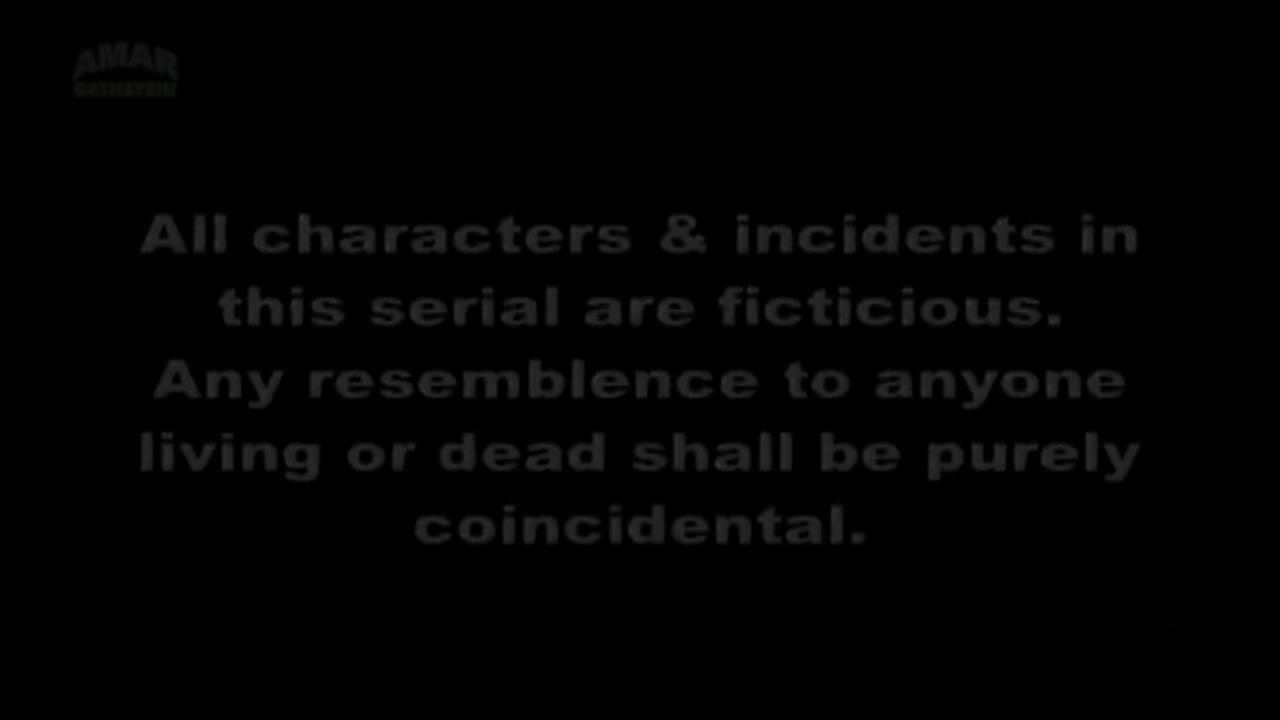 AMAR
GATHAYEIN
All characters & incidents in
this serial are ficticious.
Any resemblence to anyone
living or dead shall be purely
coincidental.